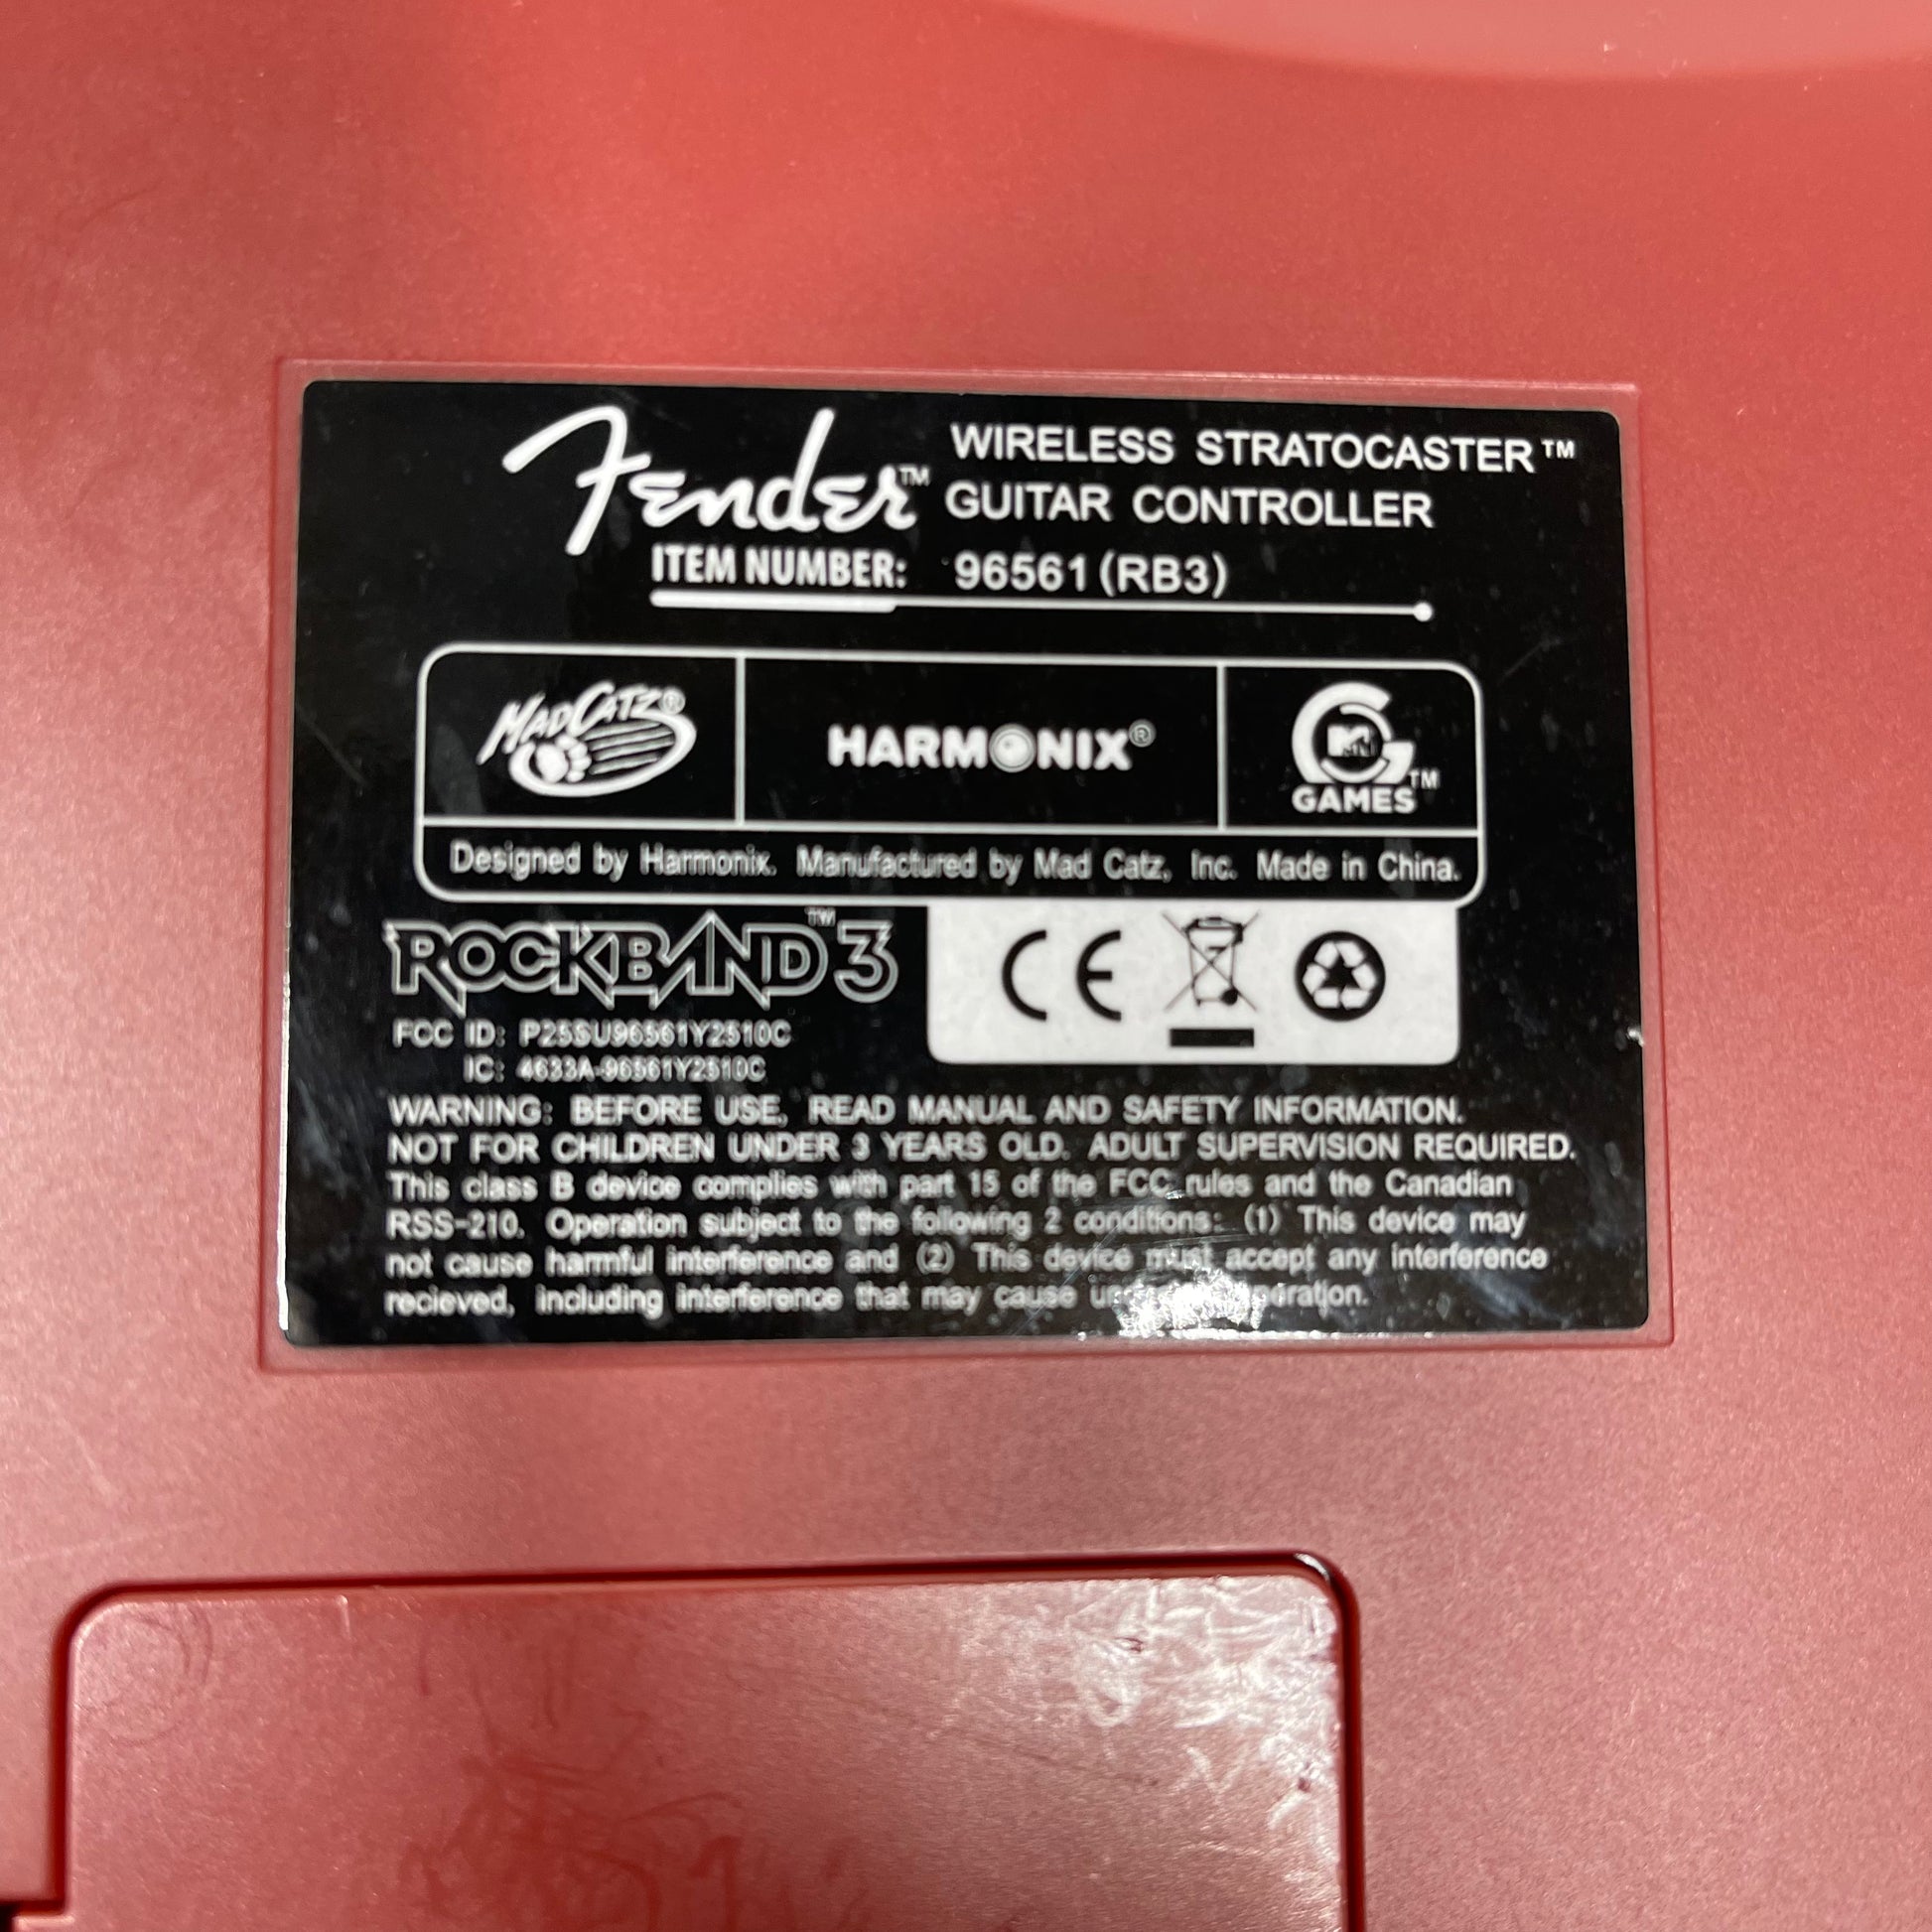 Fender™ WIRELESS STRATOCASTER™
GUITAR CONTROLLER
ITEM NUMBER: 96561 (RB3)
MAD CATZ®
HARMONIX®
G MTV
GAMES™
Designed by Harmonix. Manufactured by Mad Catz, Inc. Made in China.
ROCKBAND™ 3
CE
FCC ID: P25SU96561Y2510C
IC: 4633A-96561Y2510C
WARNING: BEFORE USE, READ MANUAL AND SAFETY INFORMATION.
NOT FOR CHILDREN UNDER 3 YEARS OLD. ADULT SUPERVISION REQUIRED.
This class B device complies with part 15 of the FCC rules and the Canadian
RSS-210. Operation subject to the following 2 conditions: (1) This device may
not cause harmful interference and (2) This device must accept any interference
recieved, including interference that may cause